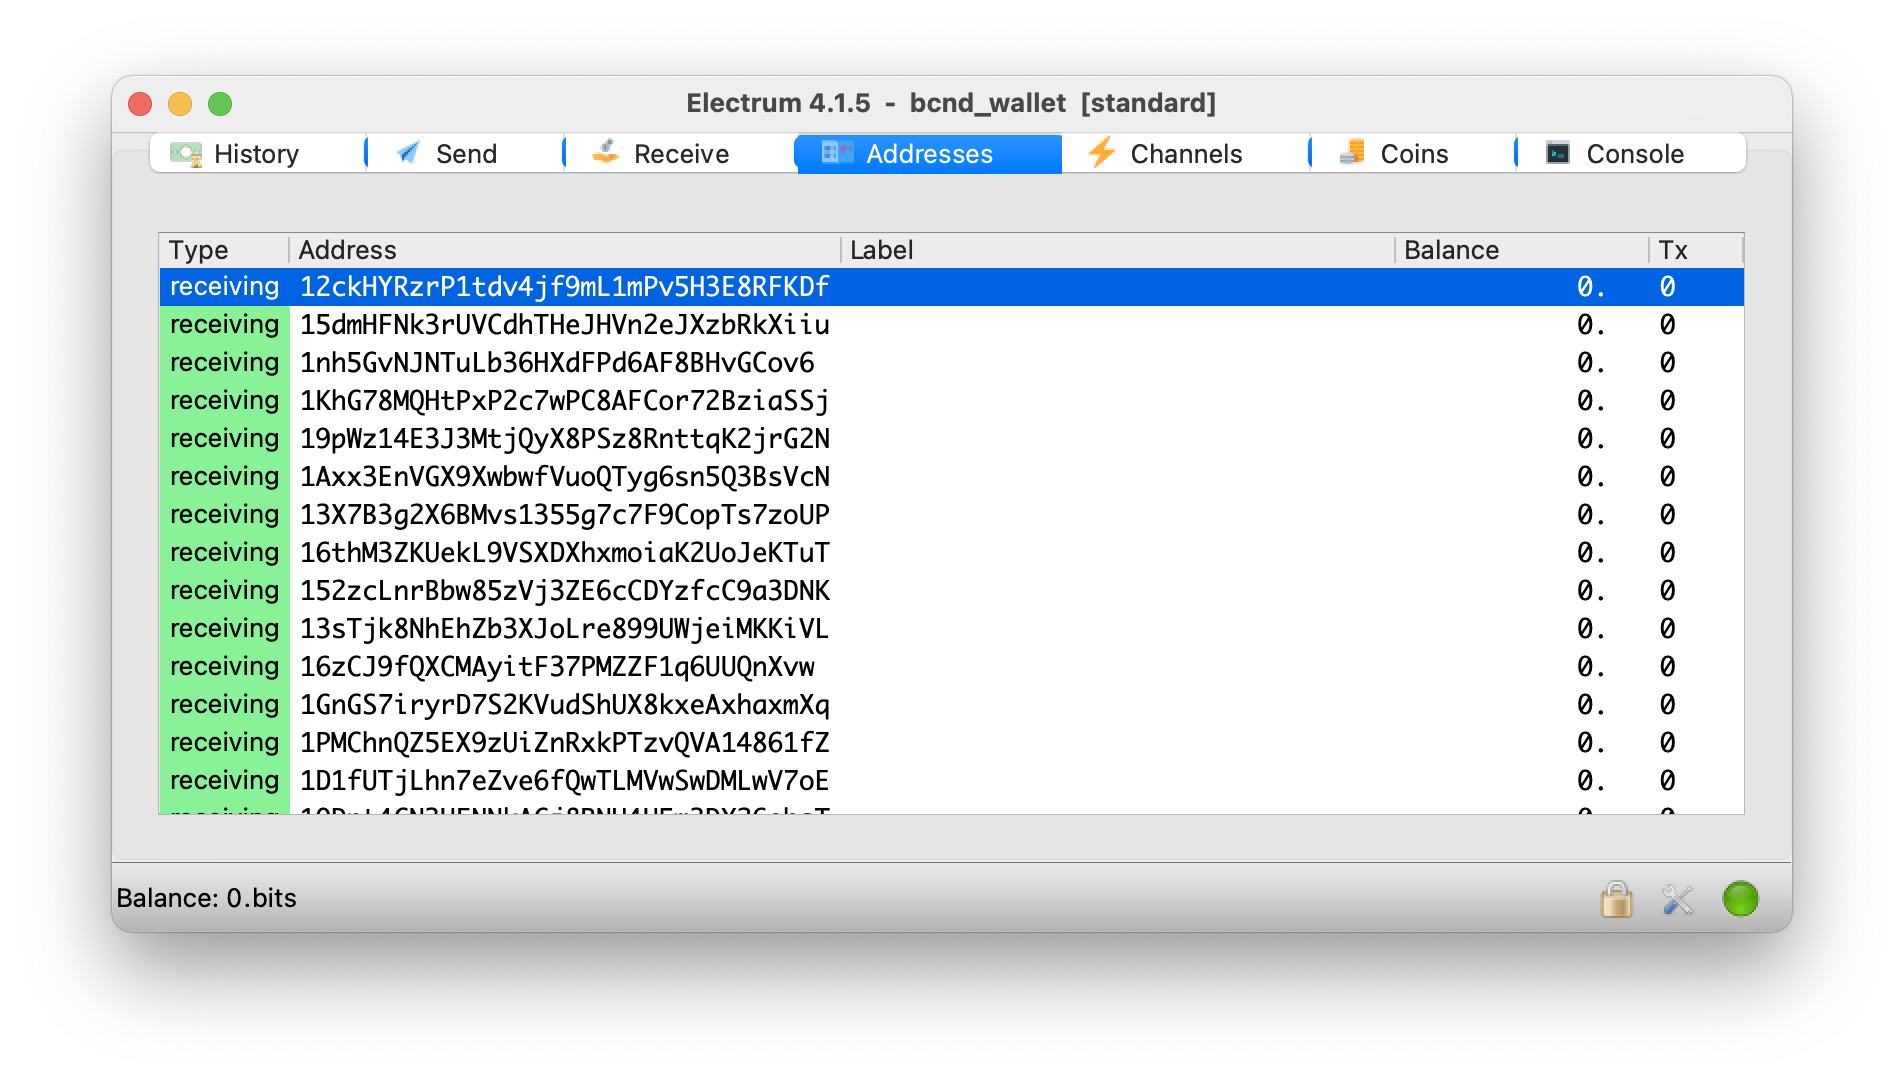 Electrum 4.1.5 - bcnd_wallet [standard]
History Send Receive Addresses Channels Coins Console
Type Address Label Balance Tx
receiving 12ckHYRzrP1tdv4jf9mL1mPv5H3E8RFKDf 0. 0
receiving 15dmHFNk3rUVCdhTHeJHVn2eJXzbRkXiiu 0. 0
receiving 1nh5GvNJNTuLb36HXdFPd6AF8BHvGCov6 0. 0
receiving 1KhG78MQHtPxP2c7wPC8AFCor72BziaSSj 0. 0
receiving 19pWz14E3J3MtjQyX8PSz8RnttqK2jrG2N 0. 0
receiving 1Axx3EnVGX9XwbwfVuoQTyg6sn5Q3BsVcN 0. 0
receiving 13X7B3g2X6BMvs1355g7c7F9CopTs7zoUP 0. 0
receiving 16thM3ZKUekL9VSXDXhxmoiaK2UoJeKTuT 0. 0
receiving 152zcLnrBbw85zVj3ZE6cCDYzfcC9a3DNK 0. 0
receiving 13sTjk8NhEhZb3XJoLre899UWjeiMKKiVL 0. 0
receiving 16zCJ9fQXCMAyitF37PMZZF1q6UUQnXvw 0. 0
receiving 1GnGS7iryrD7S2KVudShUX8kxeAxhaxmXq 0. 0
receiving 1PMChnQZ5EX9zUiZnRxkPTzvQVA14861fZ 0. 0
receiving 1D1fUTjLhn7eZve6fQwTLMVwSwDMLwV7oE 0. 0
Balance: 0.bits